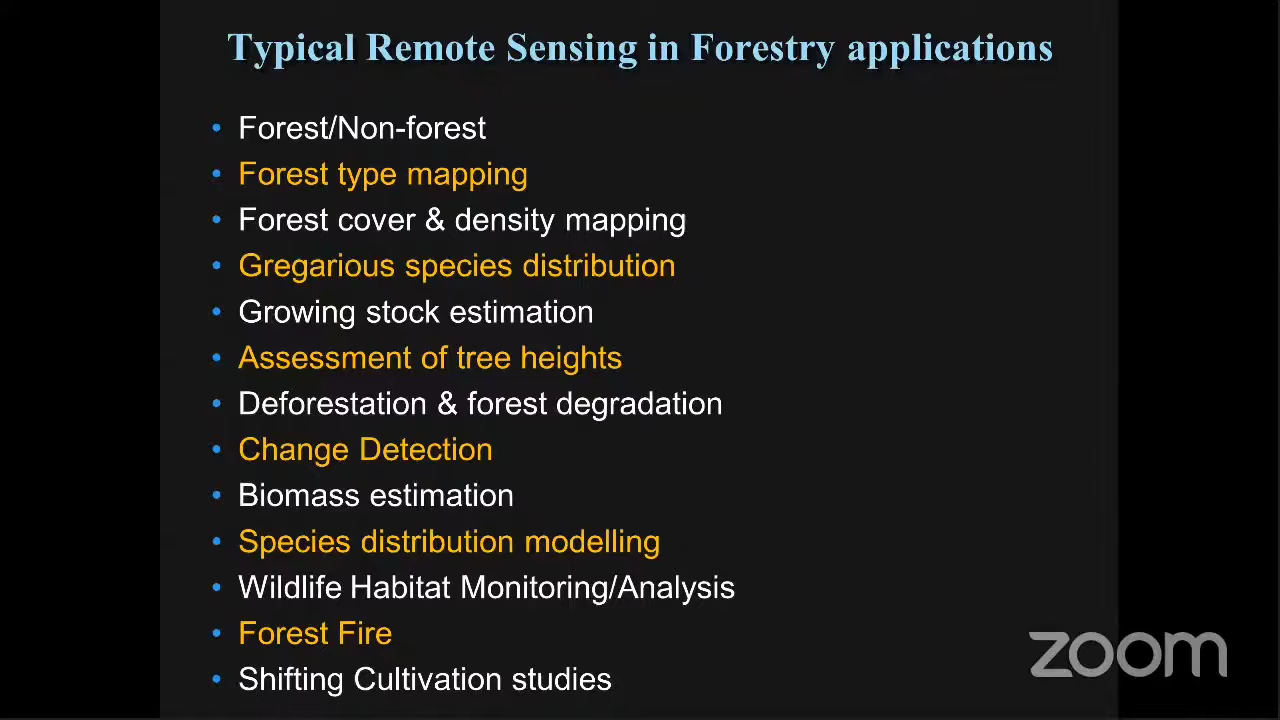 Typical Remote Sensing in Forestry applications
• Forest/Non-forest
• Forest type mapping
• Forest cover & density mapping
• Gregarious species distribution
• Growing stock estimation
• Assessment of tree heights
• Deforestation & forest degradation
• Change Detection
• Biomass estimation
• Species distribution modelling
• Wildlife Habitat Monitoring/Analysis
• Forest Fire
• Shifting Cultivation studies
zoom